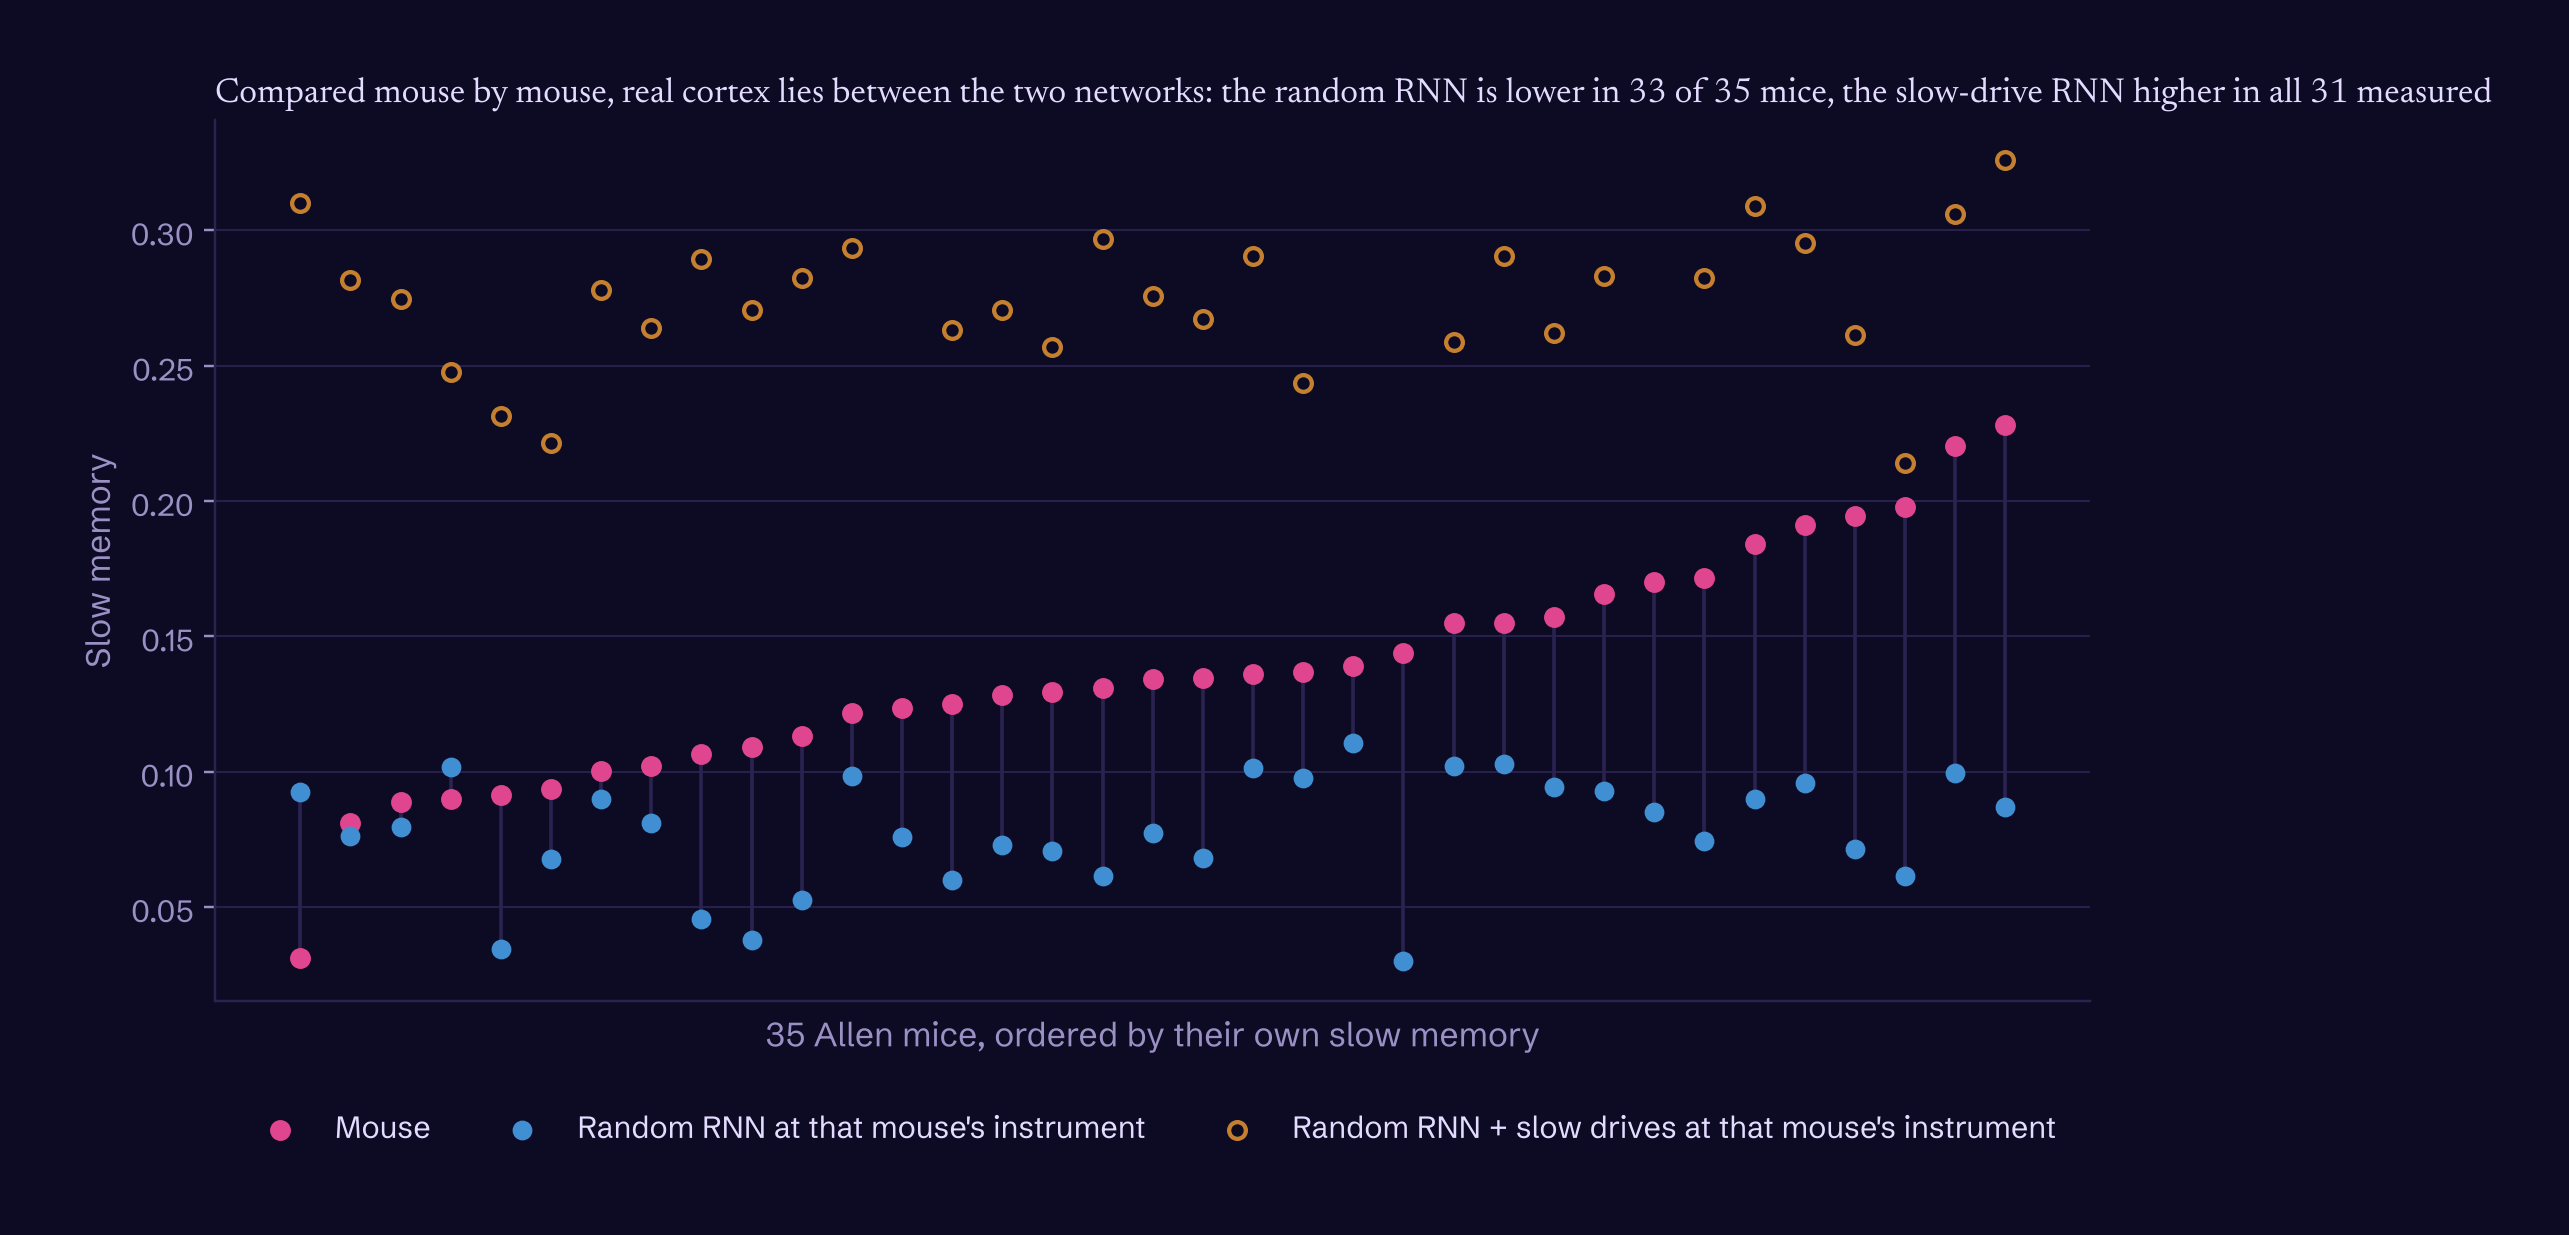 Compared mouse by mouse, real cortex lies between the two networks: the random RNN is lower in 33 of 35 mice, the slow-drive RNN higher in all 31 measured
0.30
0.25
0.20
0.15
0.10
0.05
Slow memory
35 Allen mice, ordered by their own slow memory
Mouse
Random RNN at that mouse's instrument
Random RNN + slow drives at that mouse's instrument